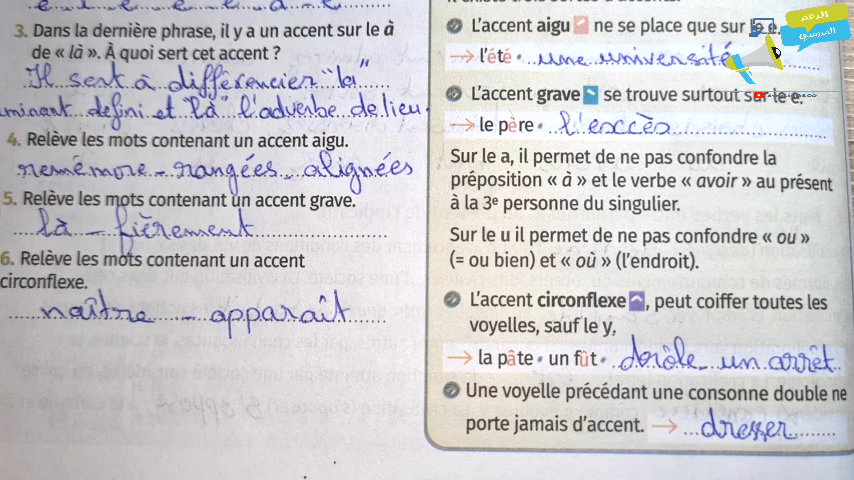 3. Dans la dernière phrase, il y a un accent sur le à
de « là ». À quoi sert cet accent ?
Il sert à différencier "la"
minant defini et "là" l'adverbe de lieu.
4. Relève les mots contenant un accent aigu.
remémore - rangées - alignées
5. Relève les mots contenant un accent grave.
là - fièrement
6. Relève les mots contenant un accent
circonflexe.
naître - apparaît
L'accent aigu ne se place que sur le e.
→ l'été • une université
L'accent grave se trouve surtout sur le e.
→ le père • l'excès
Sur le a, il permet de ne pas confondre la
préposition « à » et le verbe « avoir » au présent
à la 3e personne du singulier.
Sur le u il permet de ne pas confondre « ou »
(= ou bien) et « où » (l'endroit).
L'accent circonflexe, peut coiffer toutes les
voyelles, sauf le y.
→ la pâte • un fût • drôle un arrêt
Une voyelle précédant une consonne double ne
porte jamais d'accent. → dresser
الدعم
المدرسي